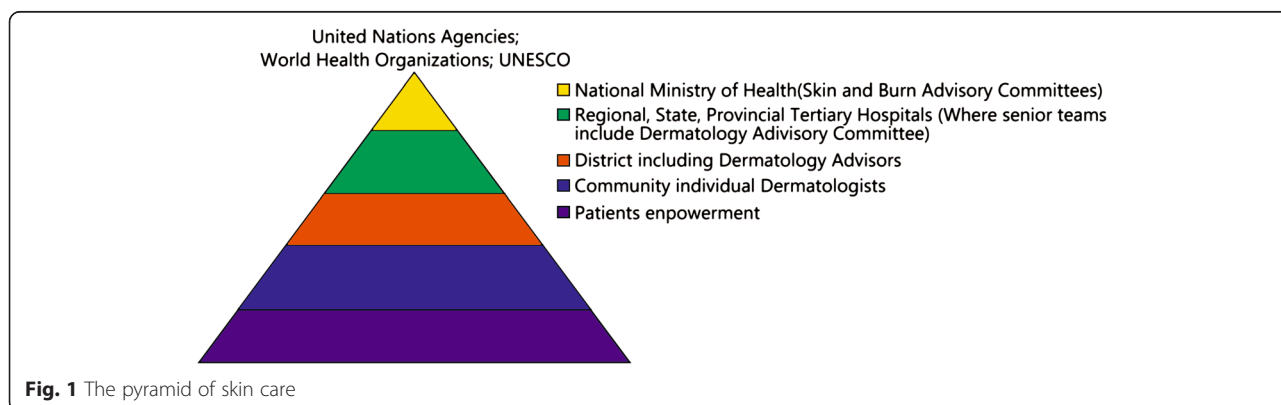 United Nations Agencies;
World Health Organizations; UNESCO
National Ministry of Health(Skin and Burn Advisory Committees)
Regional, State, Provincial Tertiary Hospitals (Where senior teams
include Dermatology Adivisory Committee)
District including Dermatology Advisors
Community individual Dermatologists
Patients enpowerment
Fig. 1 The pyramid of skin care